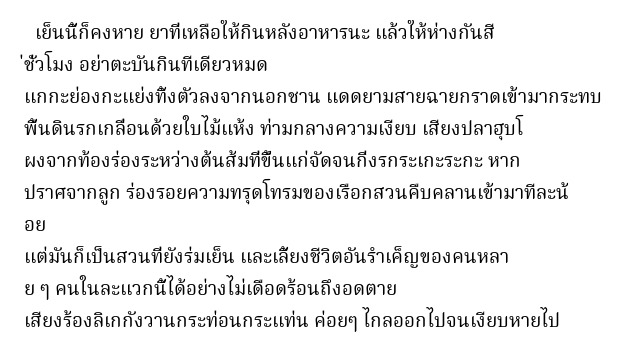 เย็นนี้ก็คงหาย ยาที่เหลือให้กินหลังอาหารนะ แล้วให้ห่างกันสี่
ชั่วโมง อย่าตะบันกินทีเดียวหมด
แกกะย่องกะแย่งทิ้งตัวลงจากนอกชาน แดดยามสายฉายกราดเข้ามากระทบ
พื้นดินรกเกลื่อนด้วยใบไม้แห้ง ท่ามกลางความเงียบ เสียงปลาฮุบโ
ผงจากท้องร่องระหว่างต้นส้มที่ขึ้นแก่จัดจนกิ่งรกระเกะระกะ หาก
ปราศจากลูก ร่องรอยความทรุดโทรมของเรือกสวนคืบคลานเข้ามาทีละน้
อย
แต่มันก็เป็นสวนที่ยังร่มเย็น และเลี้ยงชีวิตอันรำเค็ญของคนหลา
ย ๆ คนในละแวกนี้ได้อย่างไม่เดือดร้อนถึงอดตาย
เสียงร้องลิเกกังวานกระท่อนกระแท่น ค่อยๆ ไกลออกไปจนเงียบหายไป